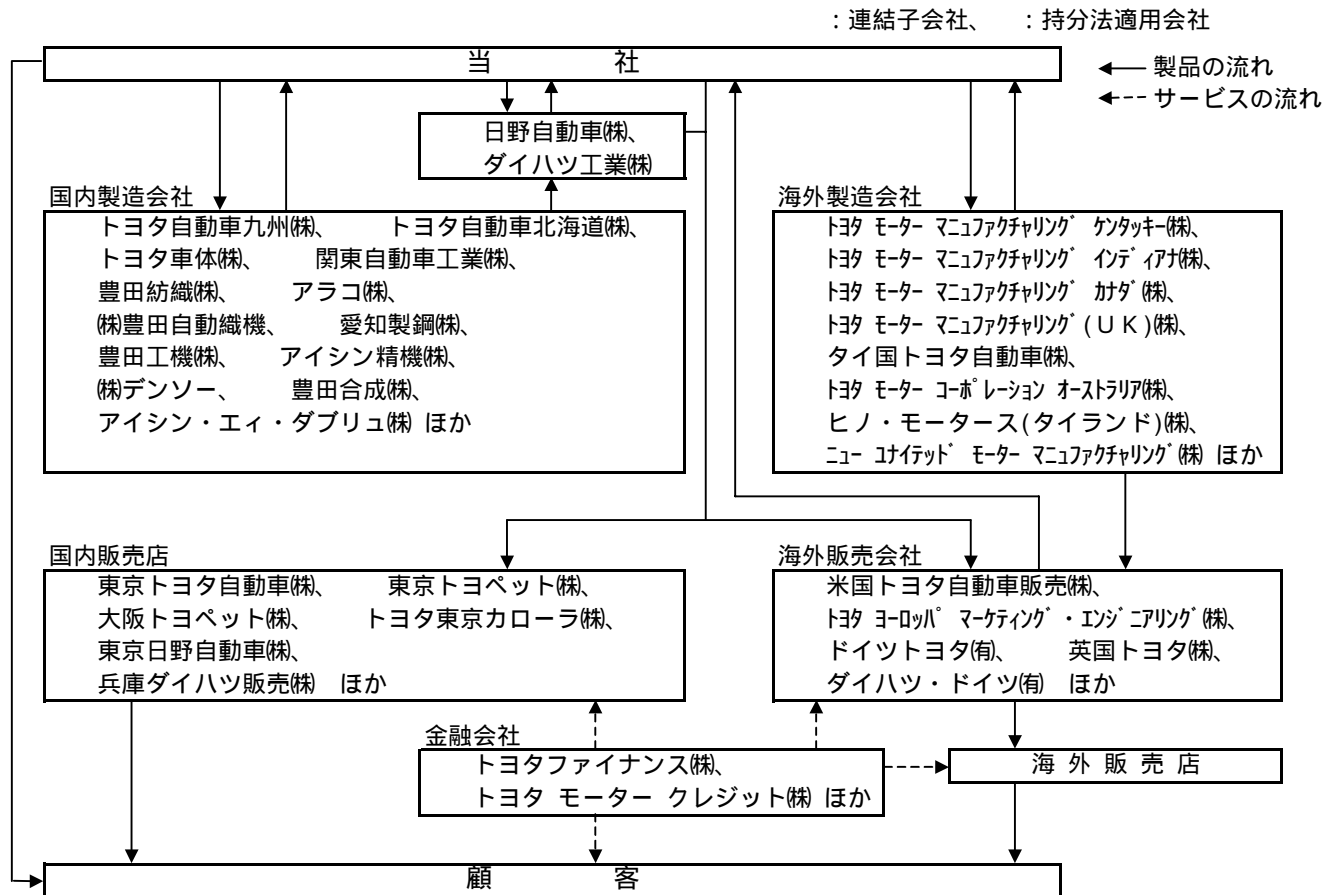 ：連結子会社、　：持分法適用会社
当　社
製品の流れ
サービスの流れ
日野自動車㈱、
ダイハツ工業㈱
国内製造会社
トヨタ自動車九州㈱、　トヨタ自動車北海道㈱、
トヨタ車体㈱、　関東自動車工業㈱、
豊田紡織㈱、　アラコ㈱、
㈱豊田自動織機、　愛知製鋼㈱、
豊田工機㈱、　アイシン精機㈱、
㈱デンソー、　豊田合成㈱、
アイシン・エィ・ダブリュ㈱ ほか
海外製造会社
ﾄﾖﾀ ﾓｰﾀｰ ﾏﾆｭﾌｧｸﾁｬﾘﾝｸﾞ ｹﾝﾀｯｷｰ㈱、
ﾄﾖﾀ ﾓｰﾀｰ ﾏﾆｭﾌｧｸﾁｬﾘﾝｸﾞ ｲﾝﾃﾞｨｱﾅ㈱、
ﾄﾖﾀ ﾓｰﾀｰ ﾏﾆｭﾌｧｸﾁｬﾘﾝｸﾞ ｶﾅﾀﾞ㈱、
ﾄﾖﾀ ﾓｰﾀｰ ﾏﾆｭﾌｧｸﾁｬﾘﾝｸﾞ(ＵＫ)㈱、
タイ国トヨタ自動車㈱、
ﾄﾖﾀ ﾓｰﾀｰ ｺｰﾎﾟﾚｰｼｮﾝ ｵｰｽﾄﾗﾘｱ㈱、
ヒノ・モータース(タイランド)㈱、
ﾆｭｰ ﾕﾅｲﾃｯﾄﾞ ﾓｰﾀｰ ﾏﾆｭﾌｧｸﾁｬﾘﾝｸﾞ㈱ ほか
国内販売店
東京トヨタ自動車㈱、　東京トヨペット㈱、
大阪トヨペット㈱、　トヨタ東京カローラ㈱、
東京日野自動車㈱、
兵庫ダイハツ販売㈱　ほか
海外販売会社
米国トヨタ自動車販売㈱、
ﾄﾖﾀ ﾖｰﾛｯﾊﾟ ﾏｰｹﾃｨﾝｸﾞ・ｴﾝｼﾞﾆｱﾘﾝｸﾞ㈱、
ドイツトヨタ㈲、　英国トヨタ㈱、
ダイハツ・ドイツ㈲　ほか
金融会社
トヨタファイナンス㈱、
トヨタ モーター クレジット㈱ ほか
海 外 販 売 店
顧　客